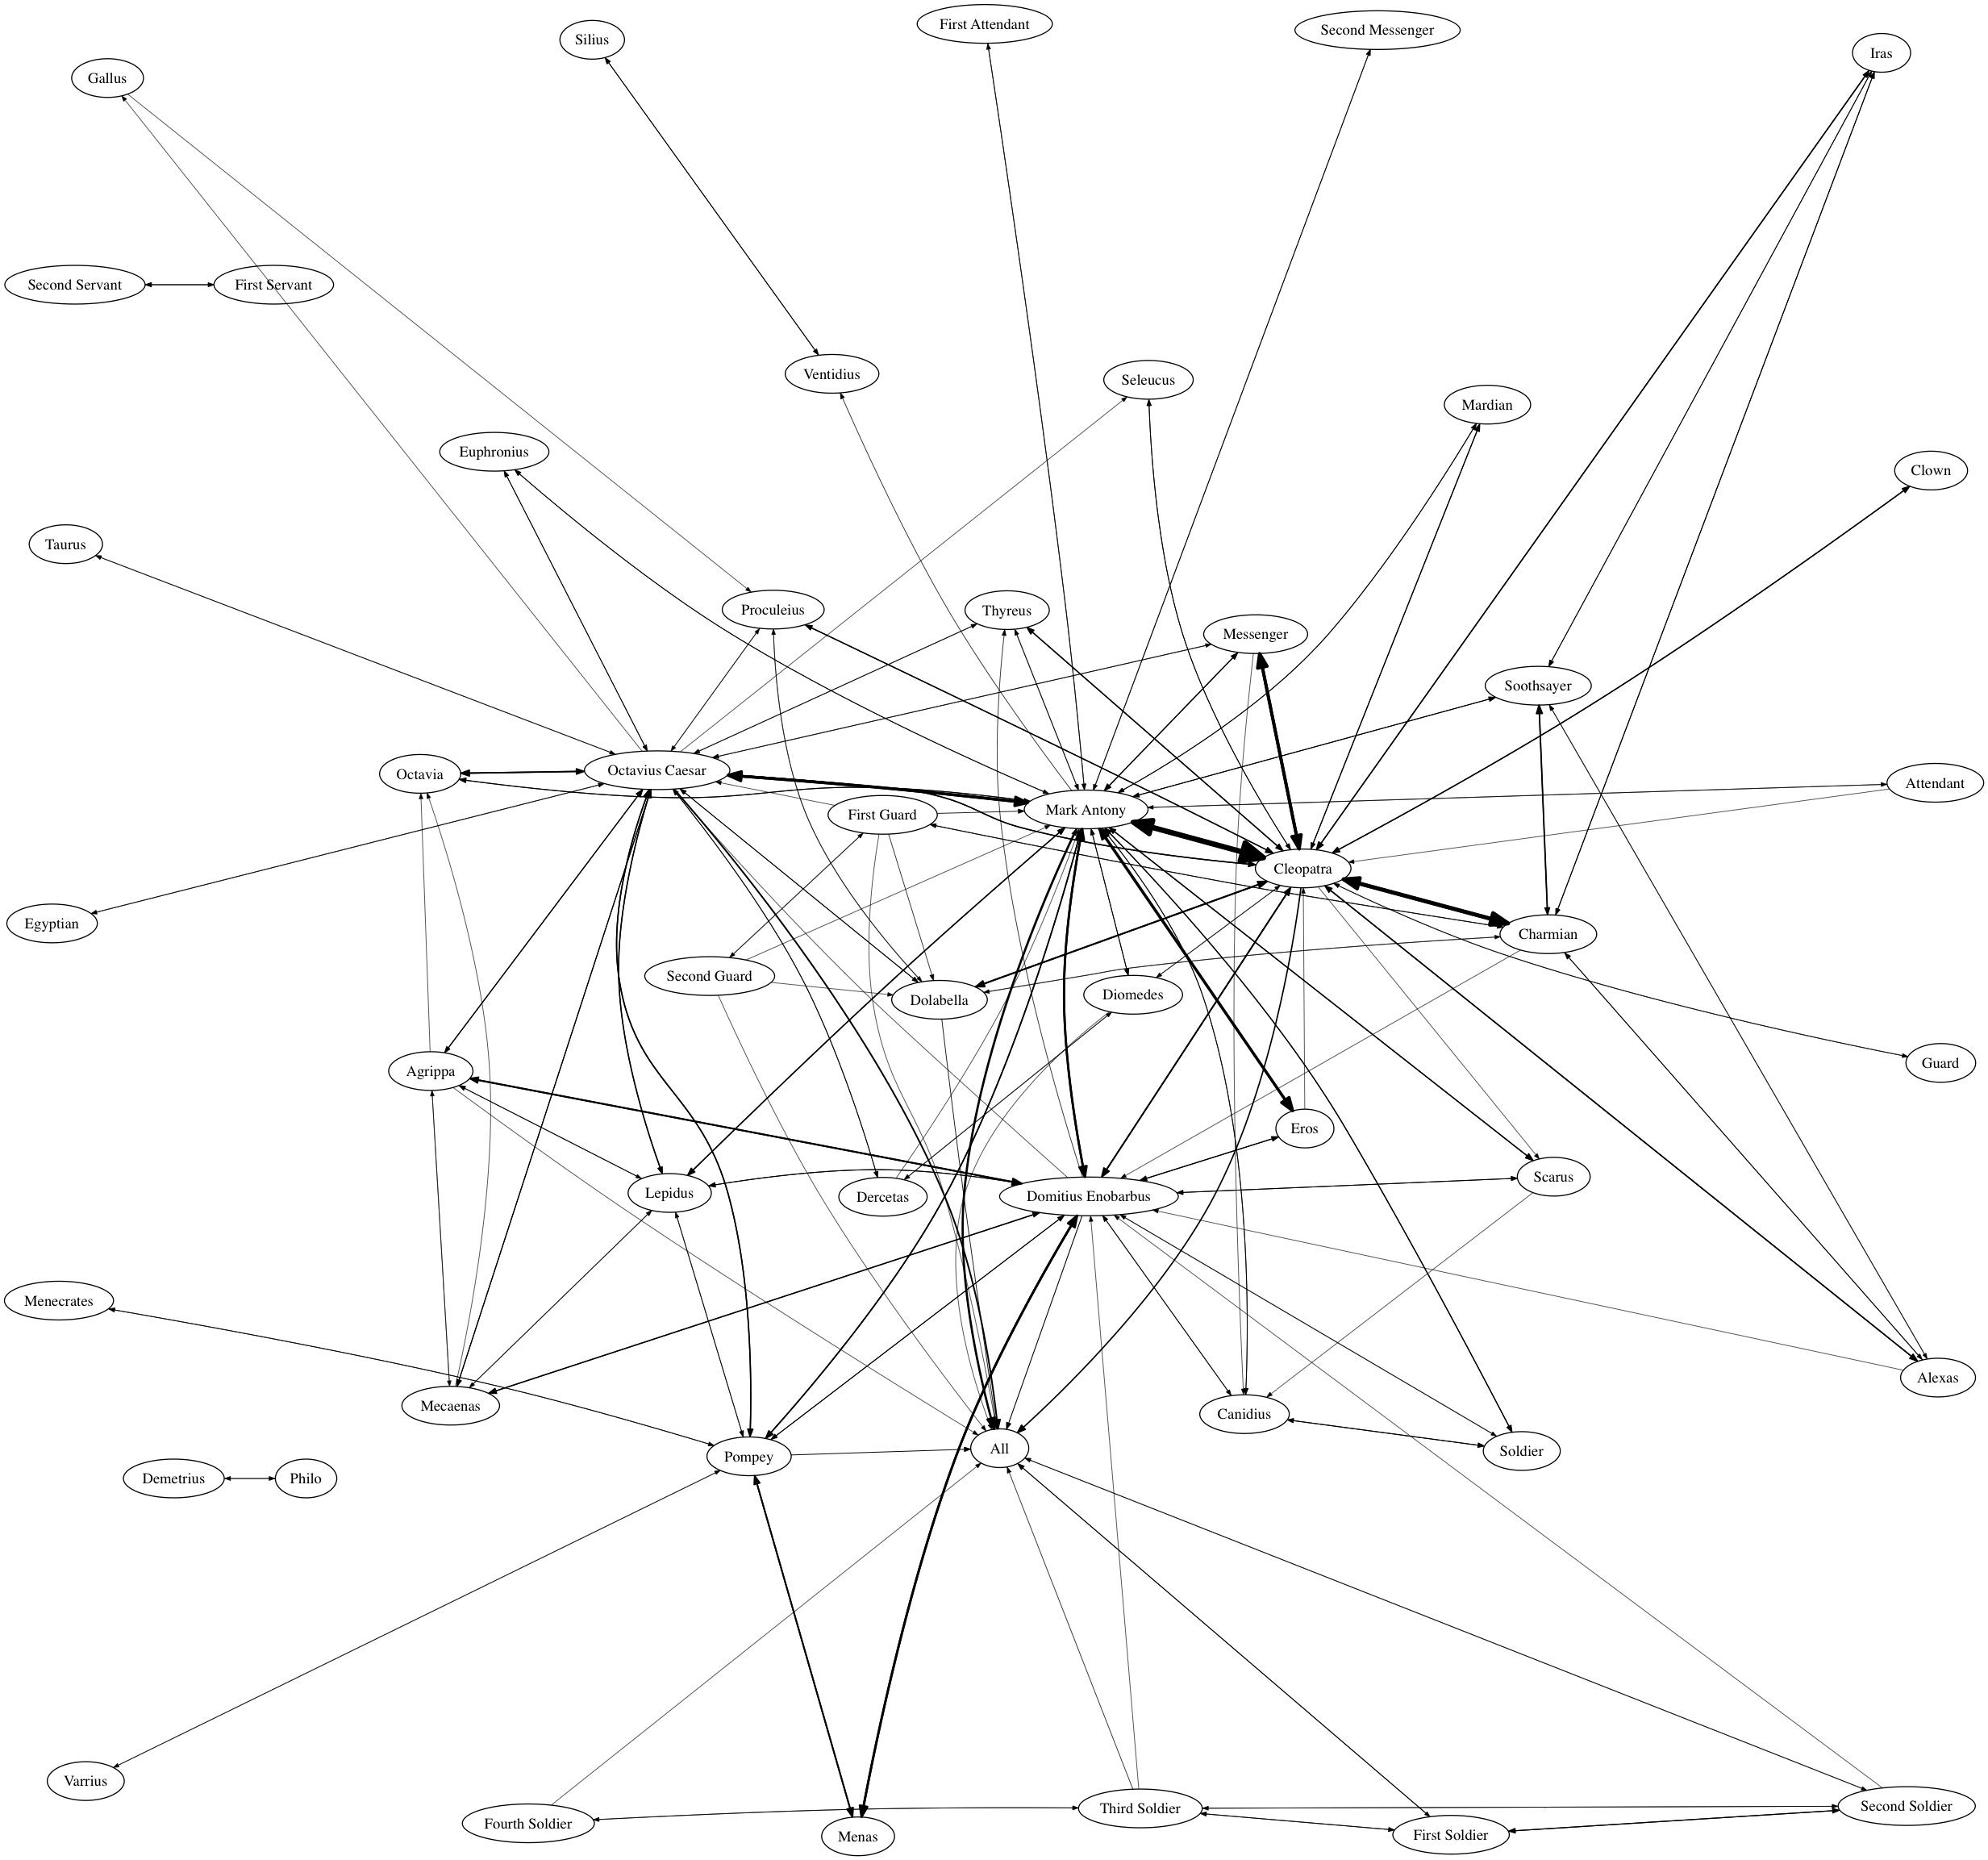 First Attendant
Second Messenger
Silius
Iras
Gallus
Second Servant
First Servant
Ventidius
Seleucus
Mardian
Euphronius
Clown
Taurus
Proculeius
Thyreus
Messenger
Soothsayer
Octavia
Octavius Caesar
Attendant
Mark Antony
First Guard
Cleopatra
Egyptian
Charmian
Second Guard
Dolabella
Diomedes
Guard
Agrippa
Eros
Scarus
Lepidus
Dercetas
Domitius Enobarbus
Menecrates
Alexas
Mecaenas
Canidius
Pompey
All
Soldier
Demetrius
Philo
Varrius
Second Soldier
Third Soldier
Fourth Soldier
First Soldier
Menas